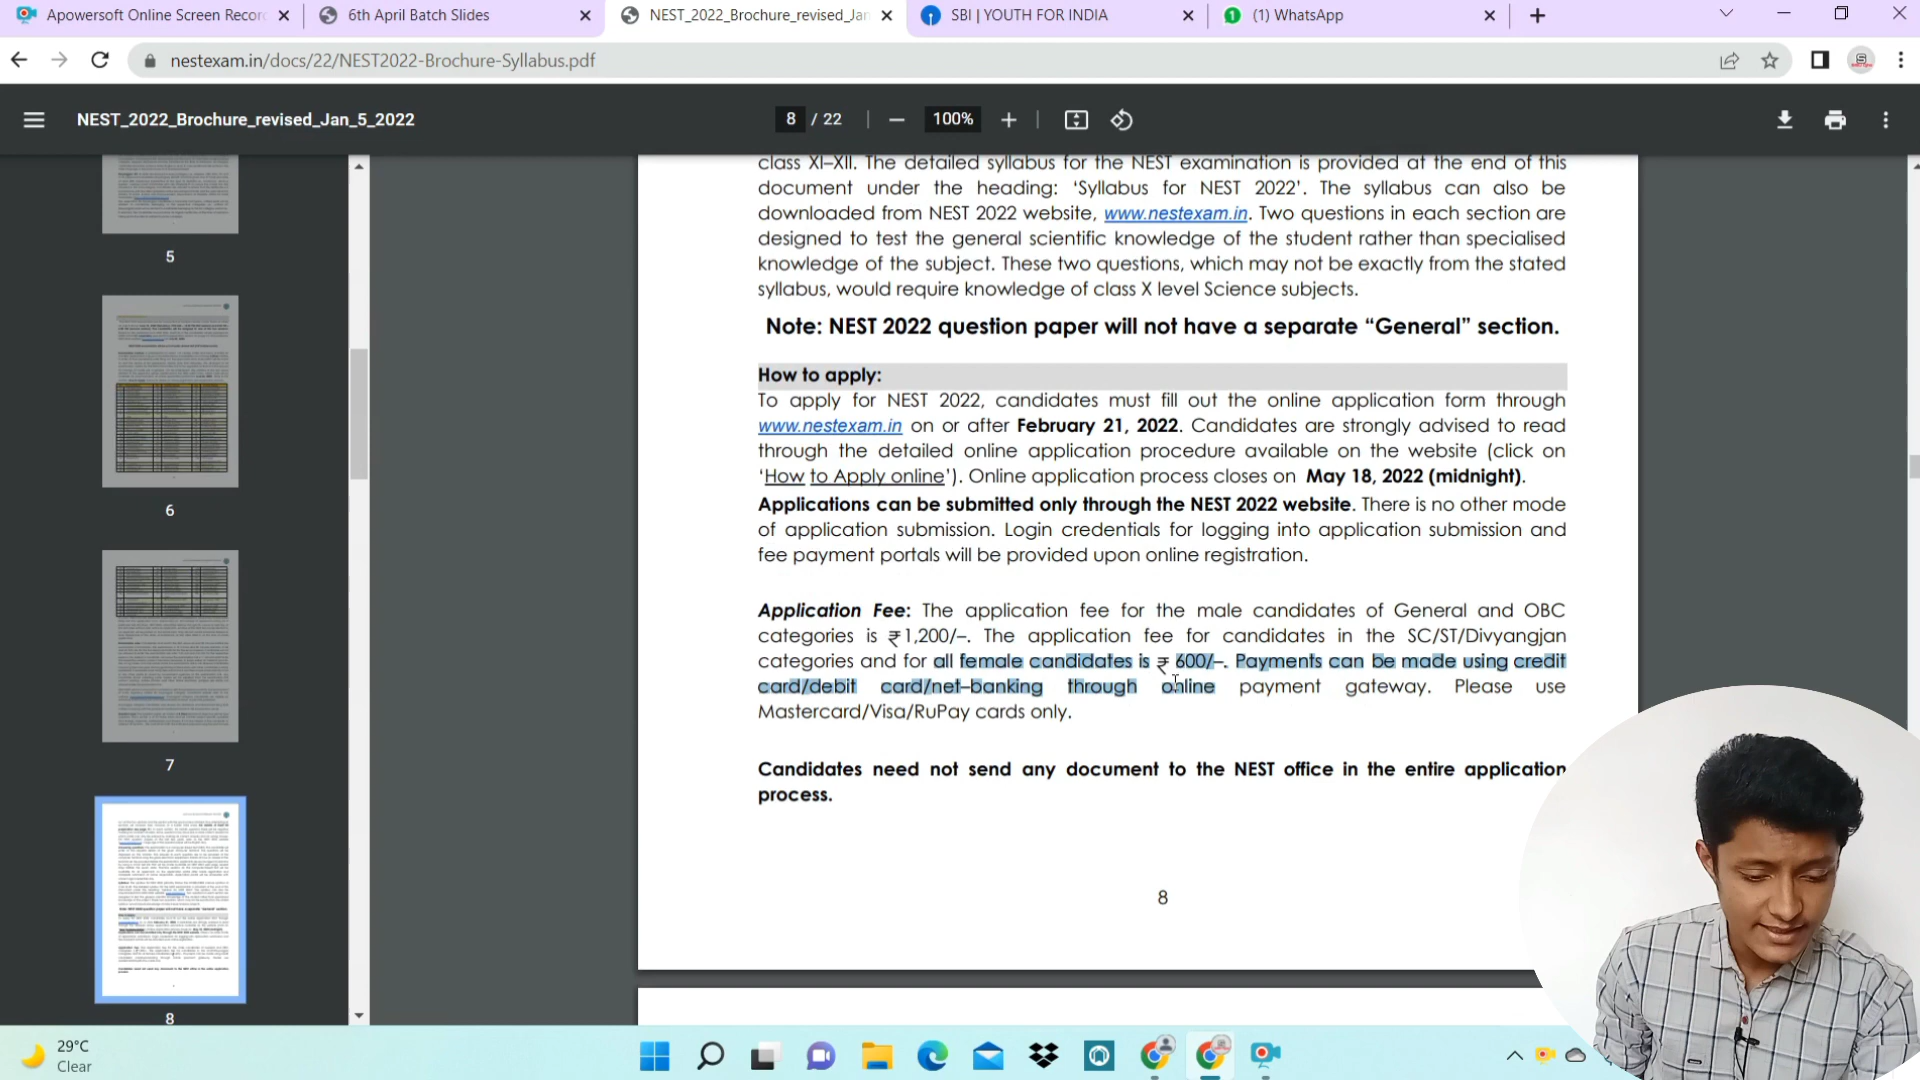 Apowersoft Online Screen Recor
6th April Batch Slides
NEST_2022_Brochure_revised_Jan
SBI | YOUTH FOR INDIA
(1) WhatsApp
nestexam.in/docs/22/NEST2022-Brochure-Syllabus.pdf
NEST_2022_Brochure_revised_Jan_5_2022
8 / 22
100%
5
6
7
8
class XI–XII. The detailed syllabus for the NEST examination is provided at the end of this
document under the heading: ‘Syllabus for NEST 2022’. The syllabus can also be
downloaded from NEST 2022 website, www.nestexam.in. Two questions in each section are
designed to test the general scientific knowledge of the student rather than specialised
knowledge of the subject. These two questions, which may not be exactly from the stated
syllabus, would require knowledge of class X level Science subjects.
Note: NEST 2022 question paper will not have a separate “General” section.
How to apply:
To apply for NEST 2022, candidates must fill out the online application form through
www.nestexam.in on or after February 21, 2022. Candidates are strongly advised to read
through the detailed online application procedure available on the website (click on
‘How to Apply online’). Online application process closes on May 18, 2022 (midnight).
Applications can be submitted only through the NEST 2022 website. There is no other mode
of application submission. Login credentials for logging into application submission and
fee payment portals will be provided upon online registration.
Application Fee: The application fee for the male candidates of General and OBC
categories is ₹1,200/–. The application fee for candidates in the SC/ST/Divyangjan
categories and for all female candidates is ₹ 600/–. Payments can be made using credit
card/debit card/net–banking through online payment gateway. Please use
Mastercard/Visa/RuPay cards only.
Candidates need not send any document to the NEST office in the entire application
process.
8
29°C
Clear